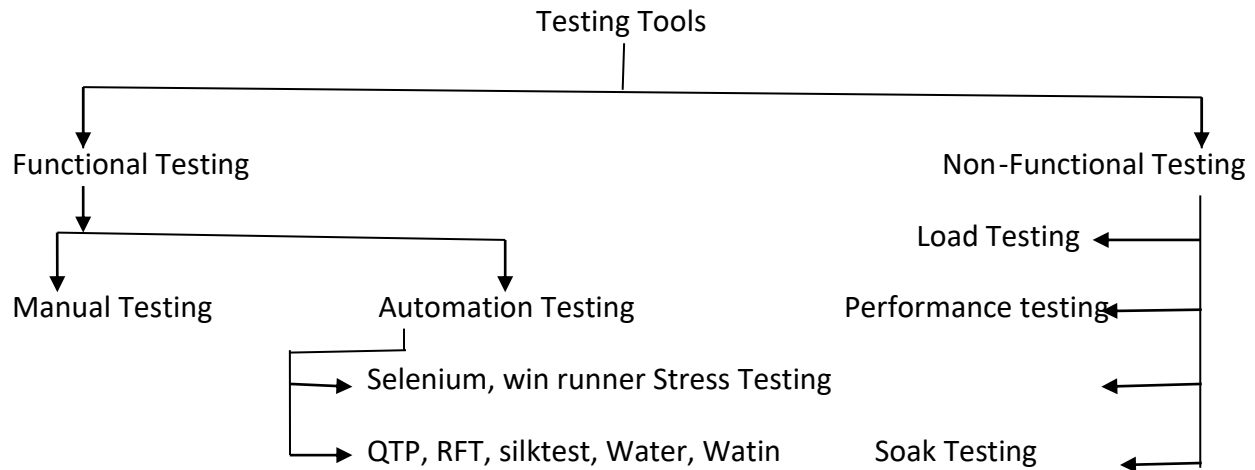 Testing Tools
Functional Testing
Non-Functional Testing
Load Testing
Manual Testing
Automation Testing
Performance testing
Selenium, win runner Stress Testing
QTP, RFT, silktest, Water, Watin
Soak Testing